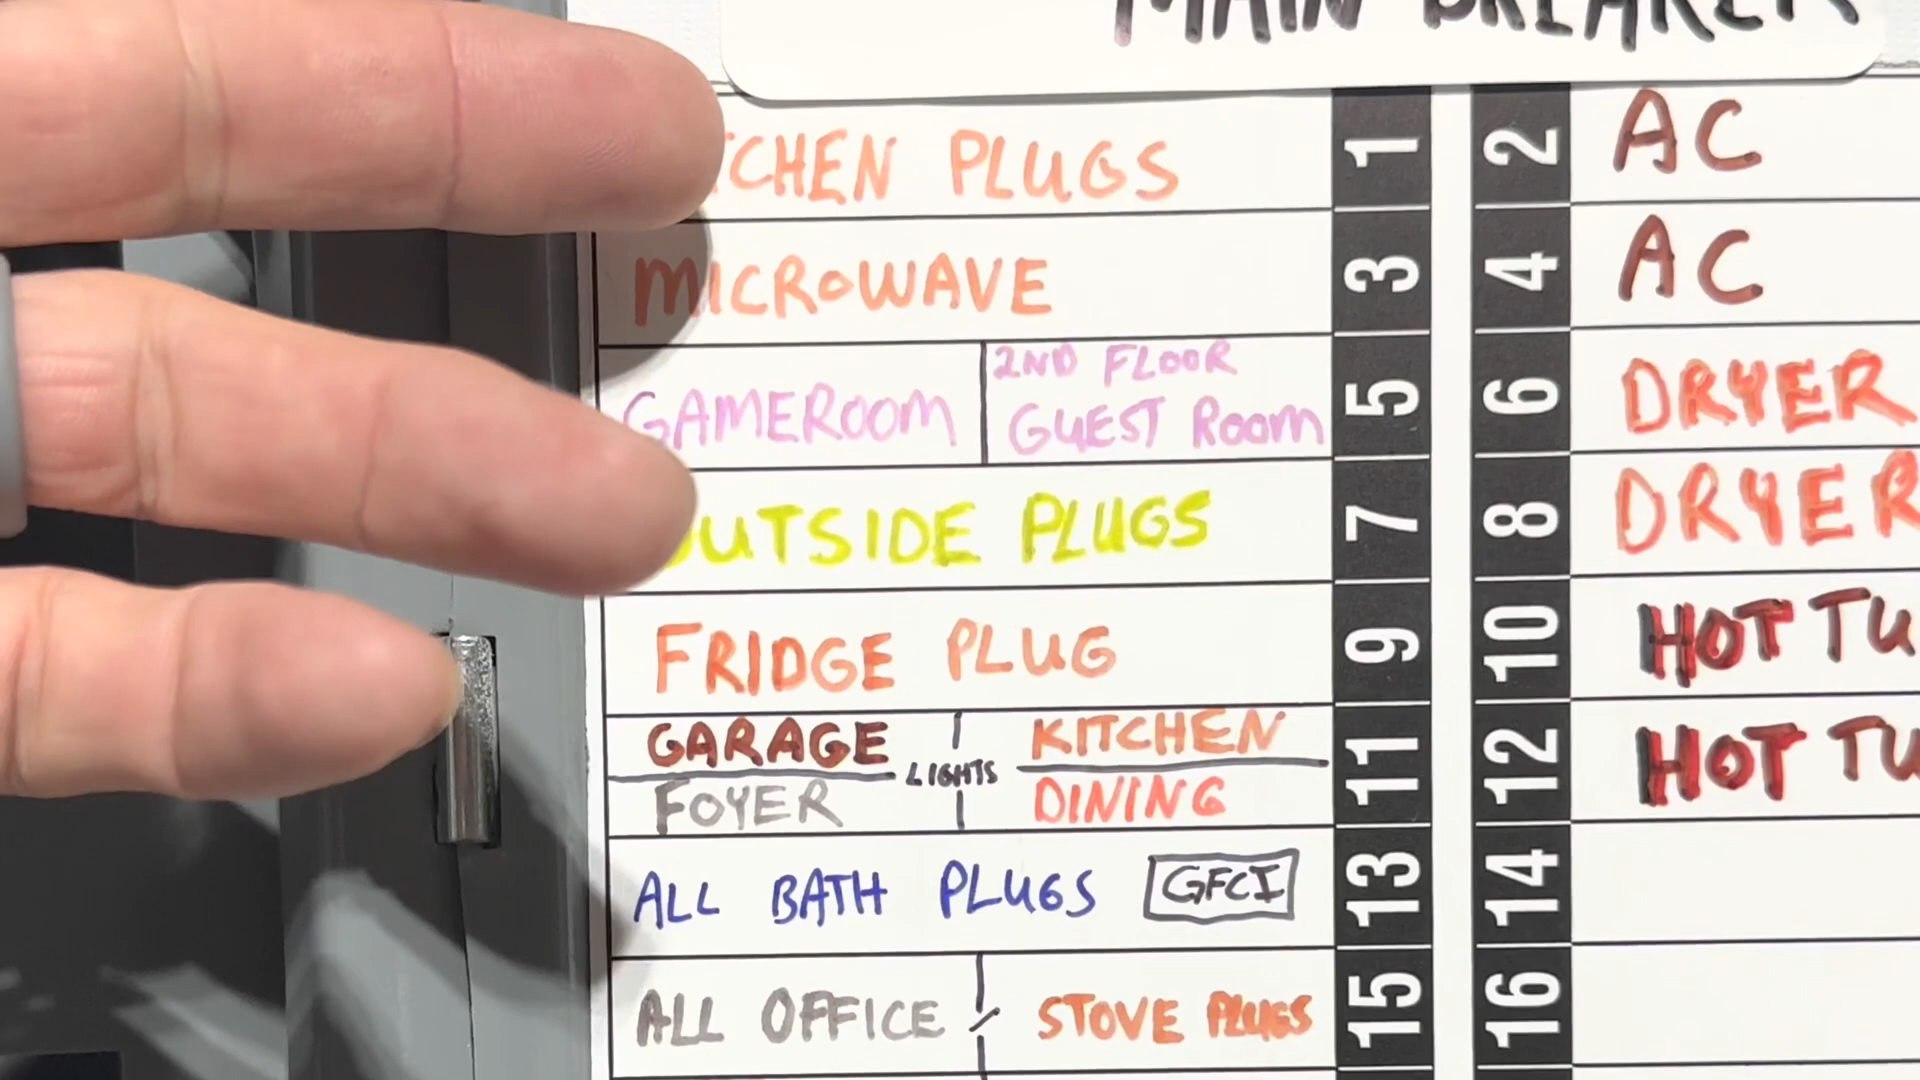 MAIN BREAKER
TCHEN PLUGS 1 2 AC
MICROWAVE 3 4 AC
GAMEROOM 2ND FLOOR GUEST ROOM 5 6 DRYER
OUTSIDE PLUGS 7 8 DRYER
FRIDGE PLUG 9 10 HOT TU
GARAGE FOYER LIGHTS KITCHEN DINING 11 12 HOT TU
ALL BATH PLUGS GFCI 13 14
ALL OFFICE / STOVE PLUGS 15 16